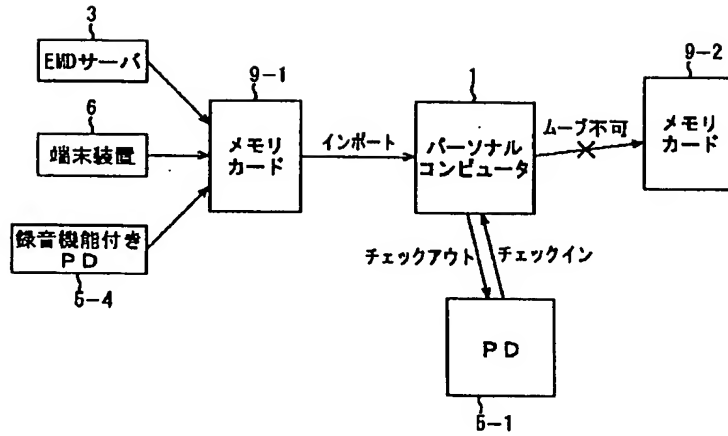 3
EMDサーバ
6
端末装置
録音機能付き
PD
5-4
9-1
メモリ
カード
インポート
1
パーソナル
コンピュータ
ムーブ不可
9-2
メモリ
カード
チェックアウト
チェックイン
PD
5-1